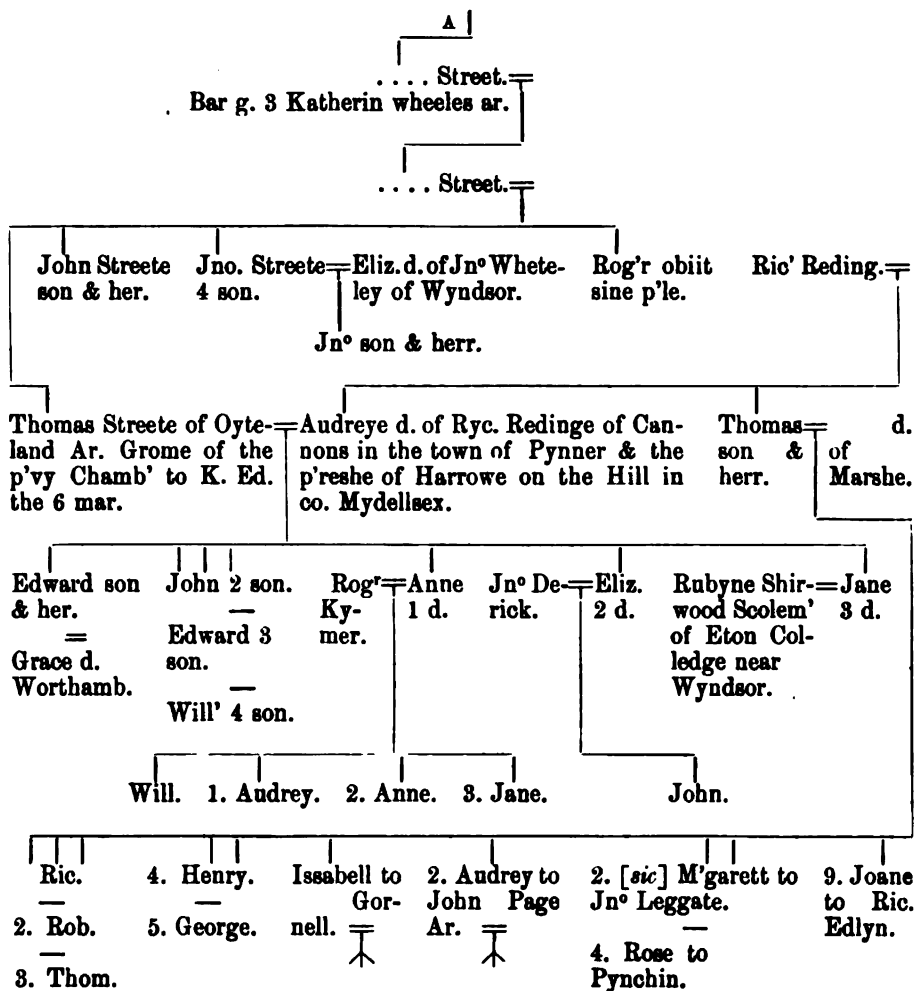 A
.... Street.
Bar g. 3 Katherin wheeles ar.
.... Street.
John Streete
son & her.
Jno. Streete
4 son.
Eliz. d. of Jnº Whete-
ley of Wyndsor.
Rog'r obiit
sine p'le.
Ric' Reding.
Jnº son & herr.
Thomas Streete of Oyte-
land Ar. Grome of the
p'vy Chamb' to K. Ed.
the 6 mar.
Audreye d. of Ryc. Redinge of Can-
nons in the town of Pynner & the
p'reshe of Harrowe on the Hill in
co. Mydellsex.
Thomas
son &
herr.
d.
of
Marshe.
Edward son
& her.
=
Grace d.
Worthamb.
John 2 son.
—
Edward 3
son.
—
Will' 4 son.
Rogʳ
Ky-
mer.
Anne
1 d.
Jnº De-
rick.
Eliz.
2 d.
Rubyne Shir-
wood Scolem'
of Eton Col-
ledge near
Wyndsor.
Jane
3 d.
Will.
1. Audrey.
2. Anne.
3. Jane.
John.
Ric.
—
2. Rob.
—
3. Thom.
4. Henry.
—
5. George.
Issabell to
Gor-
nell.
2. Audrey to
John Page
Ar.
2. [sic] M'garett to
Jnº Leggate.
—
4. Rose to
Pynchin.
9. Joane
to Ric.
Edlyn.